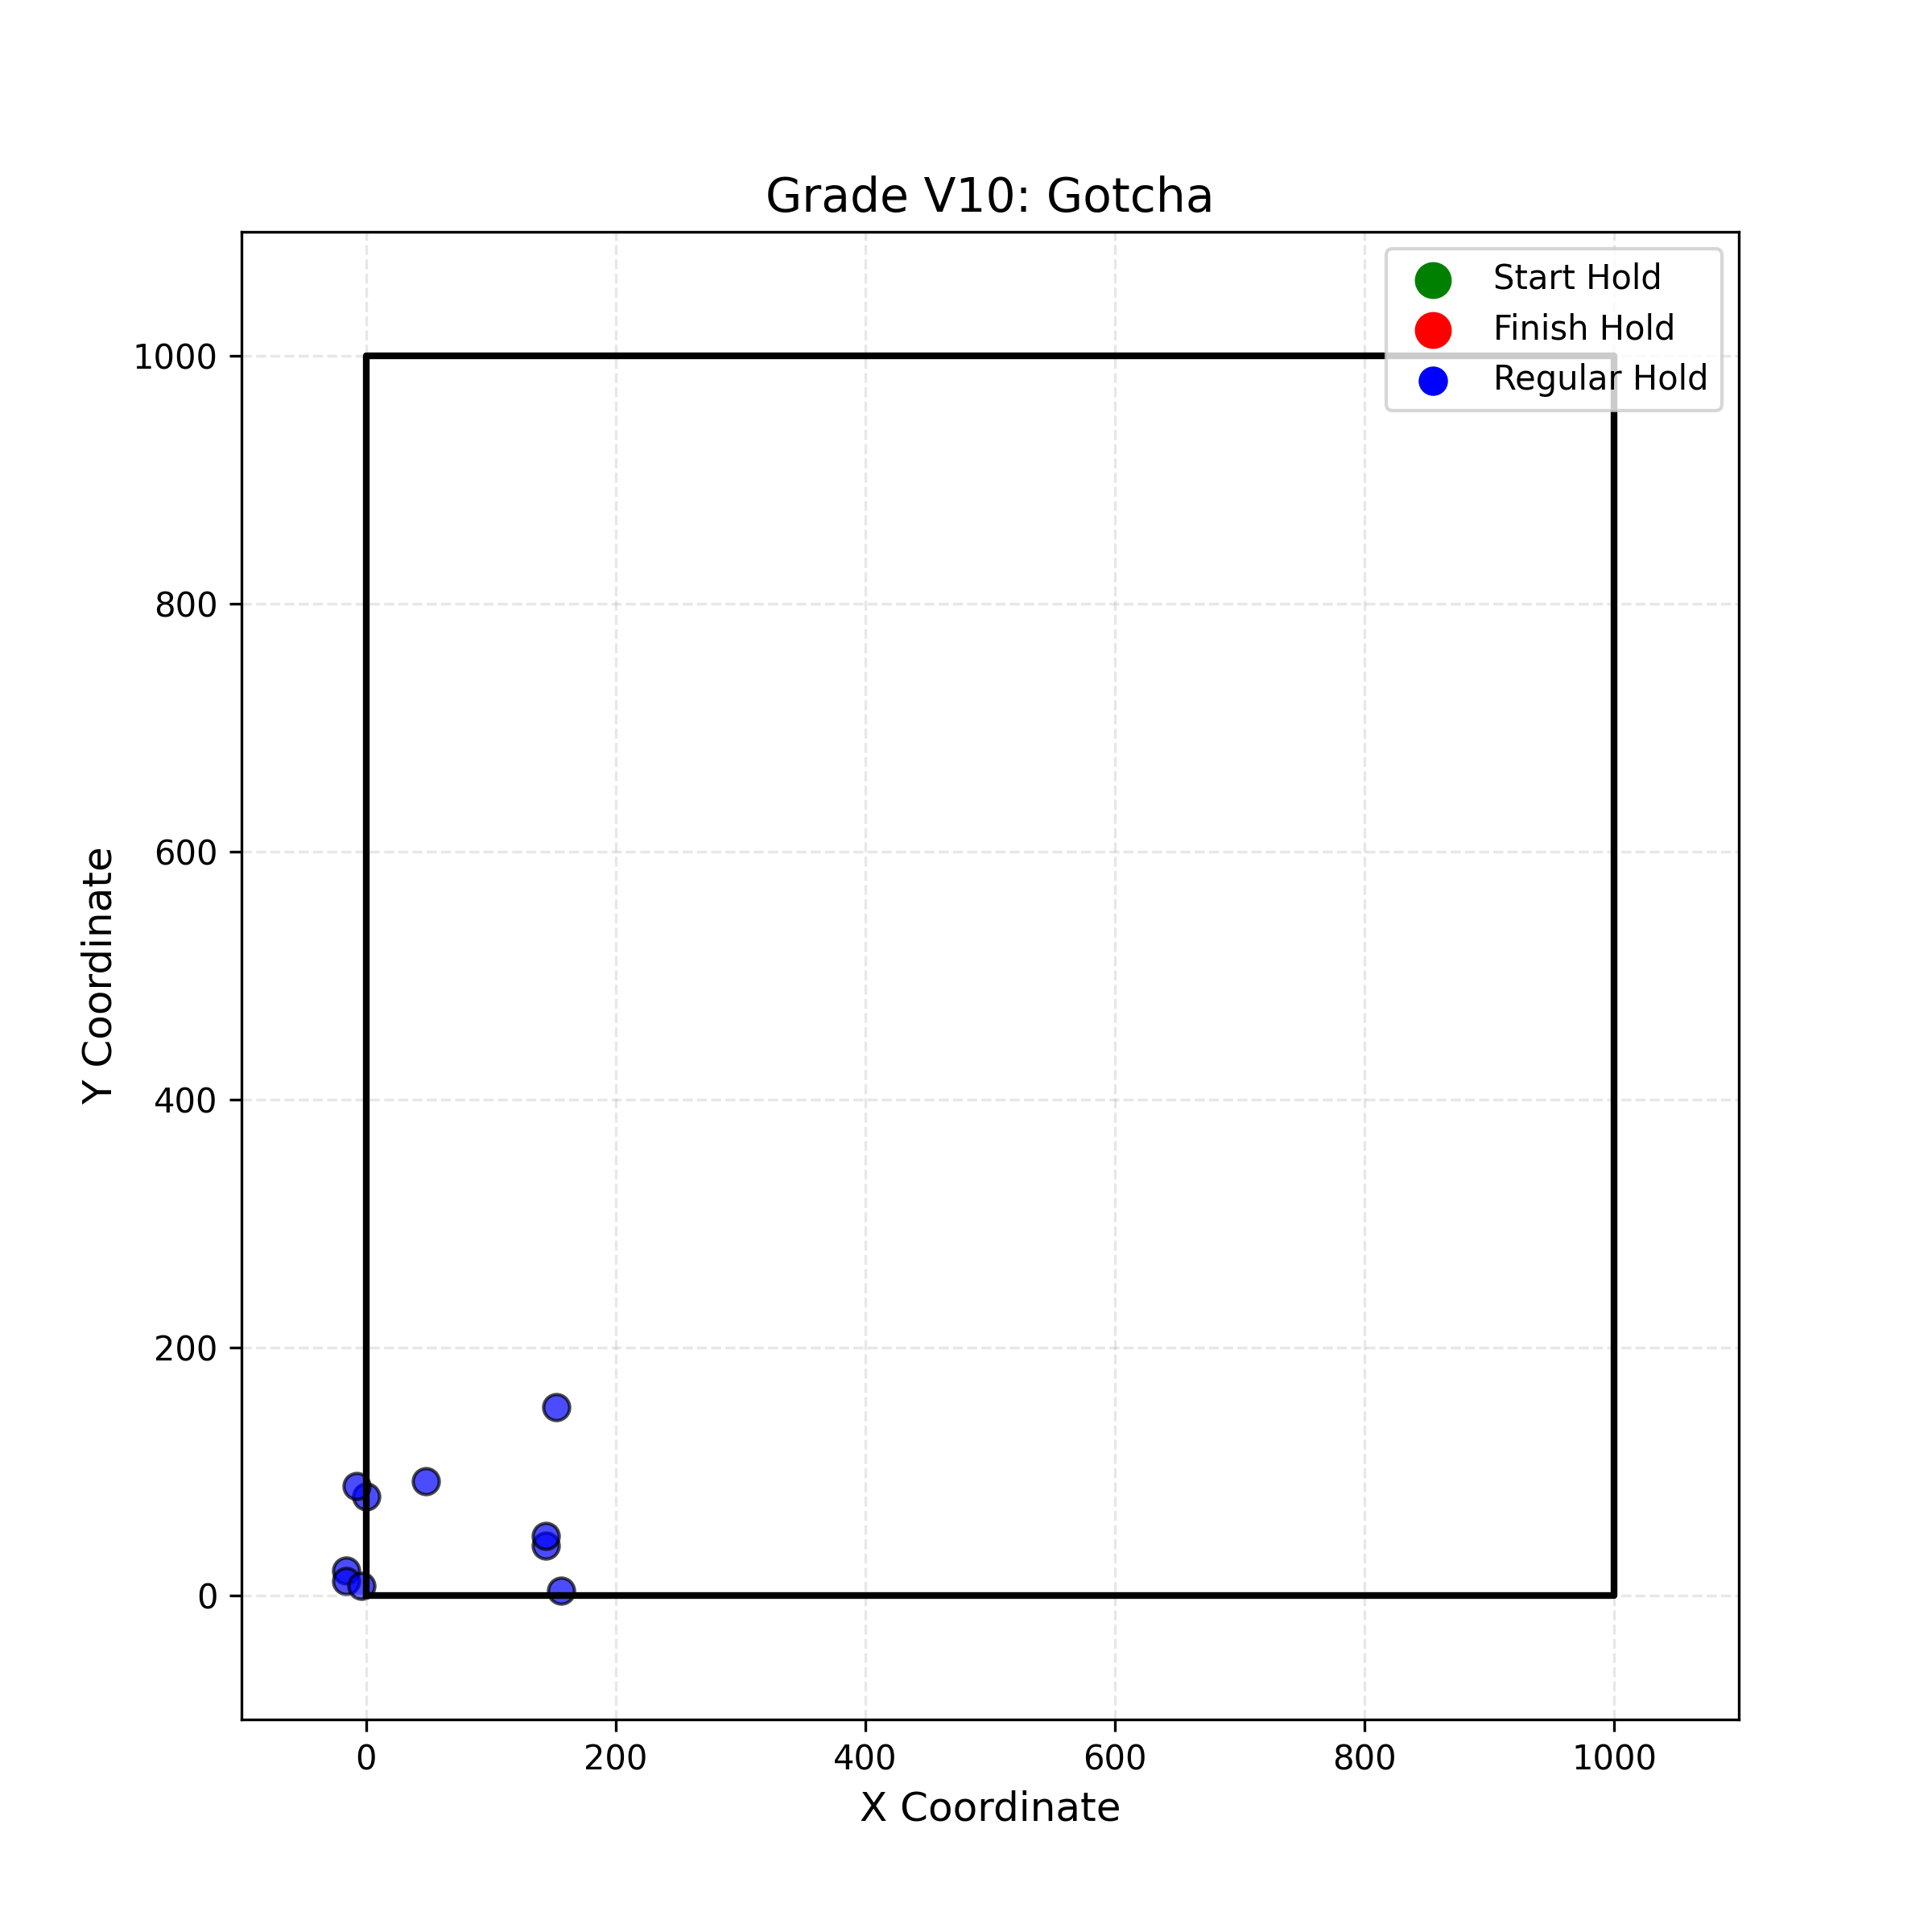 Grade V10: Gotcha
Start Hold
Finish Hold
Regular Hold
1000
800
600
400
200
0
Y Coordinate
0 200 400 600 800 1000
X Coordinate